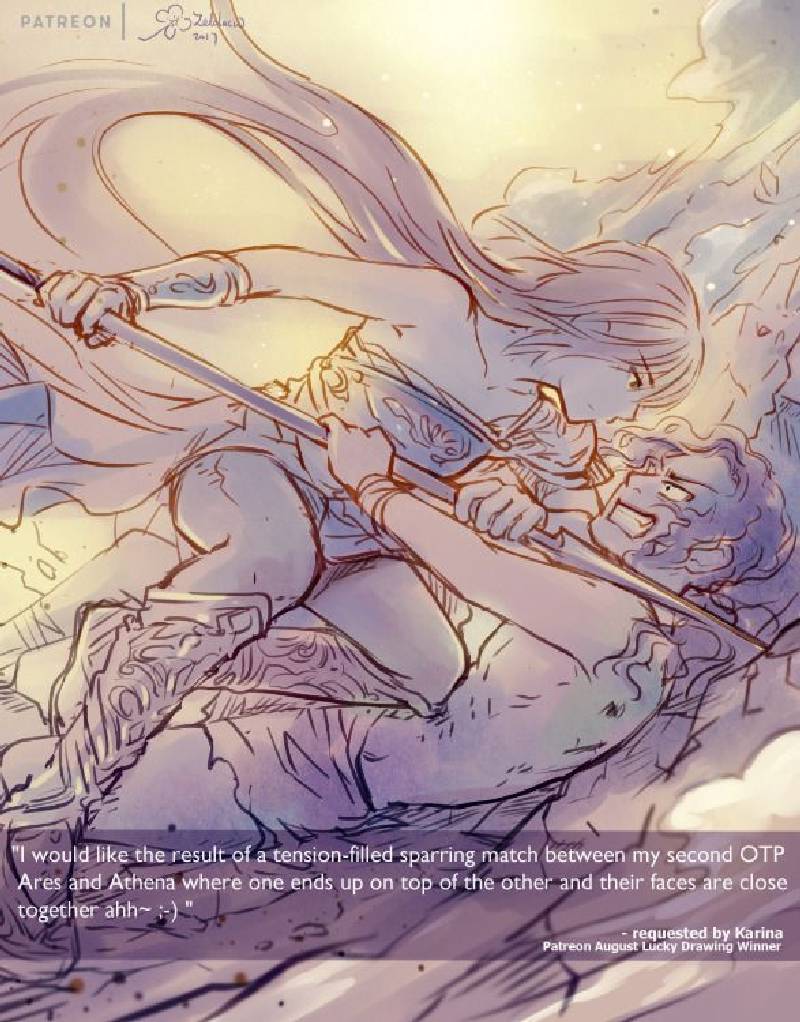 PATREON
2017
"I would like the result of a tension-filled sparring match between my second OTP
Ares and Athena where one ends up on top of the other and their faces are close
together ahh~ ;-) "
- requested by Karina
Patreon August Lucky Drawing Winner